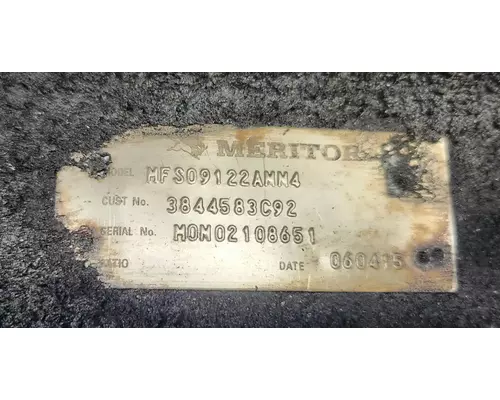 MERITOR
MODEL MFS09122AMN4
CUST No. 3844583C92
SERIAL No. MOM02108651
RATIO DATE 060415